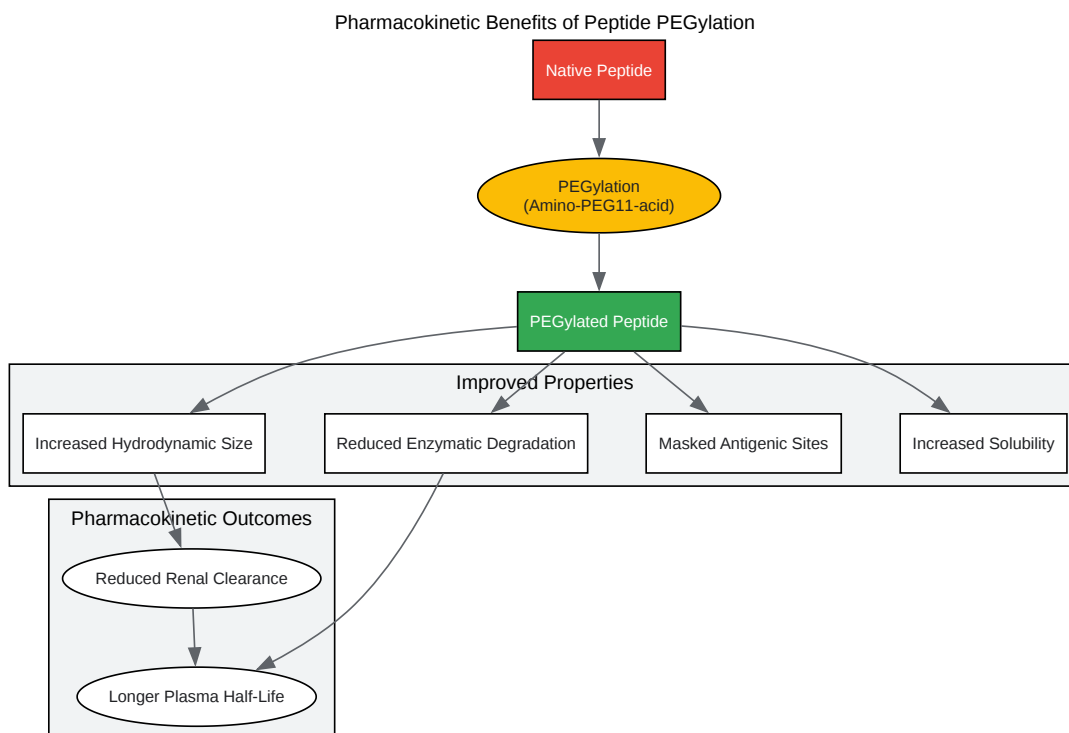 Pharmacokinetic Benefits of Peptide PEGylation
Native Peptide
PEGylation
(Amino-PEG11-acid)
PEGylated Peptide
Improved Properties
Increased Hydrodynamic Size
Reduced Enzymatic Degradation
Masked Antigenic Sites
Increased Solubility
Pharmacokinetic Outcomes
Reduced Renal Clearance
Longer Plasma Half-Life